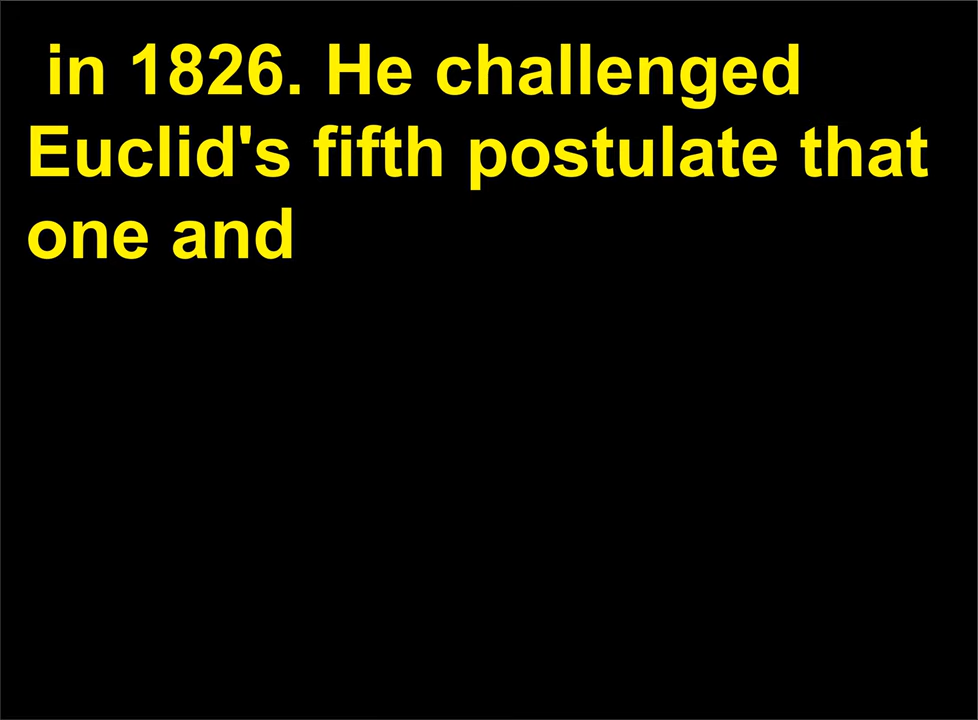 in 1826. He challenged
Euclid's fifth postulate that
one and